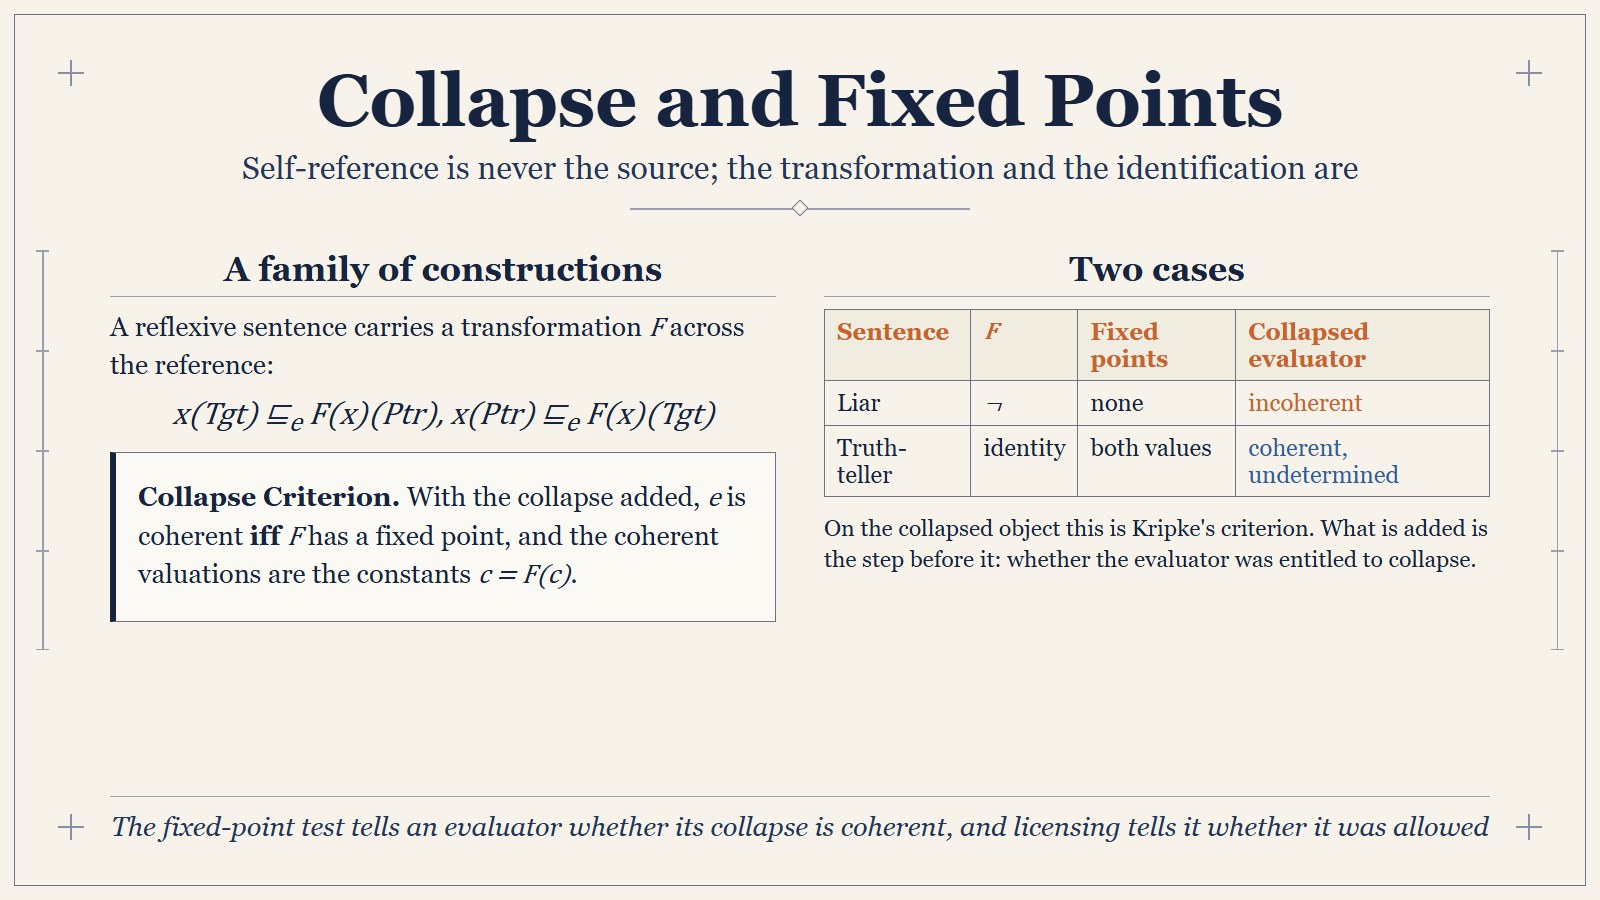 Collapse and Fixed Points
Self-reference is never the source; the transformation and the identification are
A family of constructions
A reflexive sentence carries a transformation F across
the reference:
x(Tgt) ⊑e F(x)(Ptr), x(Ptr) ⊑e F(x)(Tgt)
Collapse Criterion. With the collapse added, e is
coherent iff F has a fixed point, and the coherent
valuations are the constants c = F(c).
Two cases
Sentence F Fixed points Collapsed evaluator
Liar ¬ none incoherent
Truth-teller identity both values coherent, undetermined
On the collapsed object this is Kripke's criterion. What is added is
the step before it: whether the evaluator was entitled to collapse.
The fixed-point test tells an evaluator whether its collapse is coherent, and licensing tells it whether it was allowed